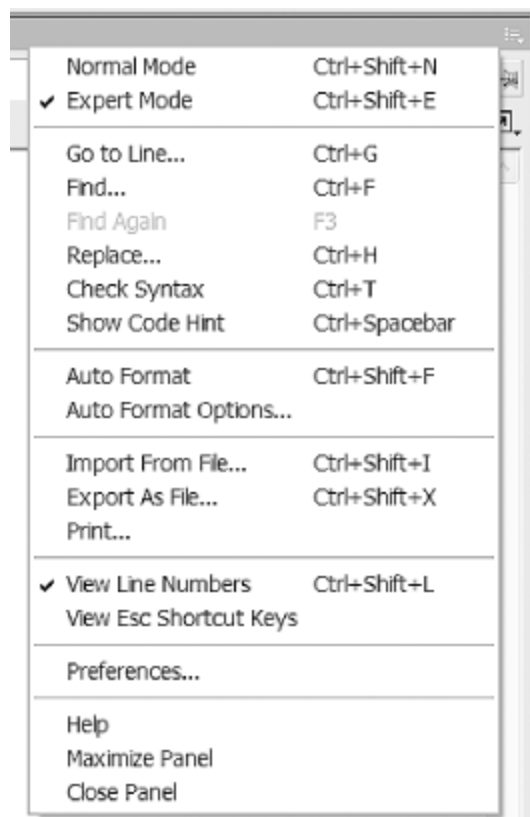 Normal Mode Ctrl+Shift+N
Expert Mode Ctrl+Shift+E
Go to Line... Ctrl+G
Find... Ctrl+F
Find Again F3
Replace... Ctrl+H
Check Syntax Ctrl+T
Show Code Hint Ctrl+Spacebar
Auto Format Ctrl+Shift+F
Auto Format Options...
Import From File... Ctrl+Shift+I
Export As File... Ctrl+Shift+X
Print...
View Line Numbers Ctrl+Shift+L
View Esc Shortcut Keys
Preferences...
Help
Maximize Panel
Close Panel